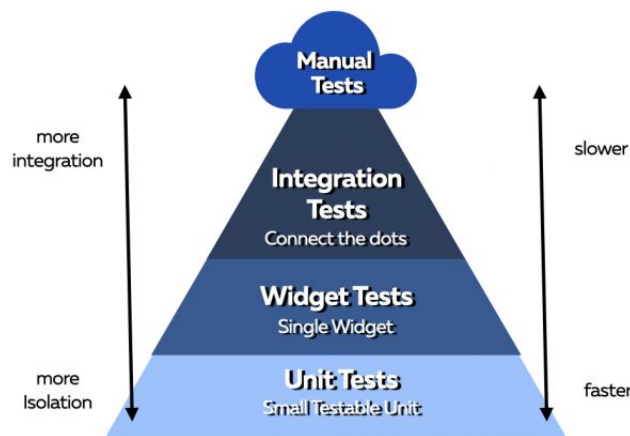 Manual
Tests
more
integration
slower
Integration
Tests
Connect the dots
Widget Tests
Single Widget
more
Isolation
Unit Tests
Small Testable Unit
faster